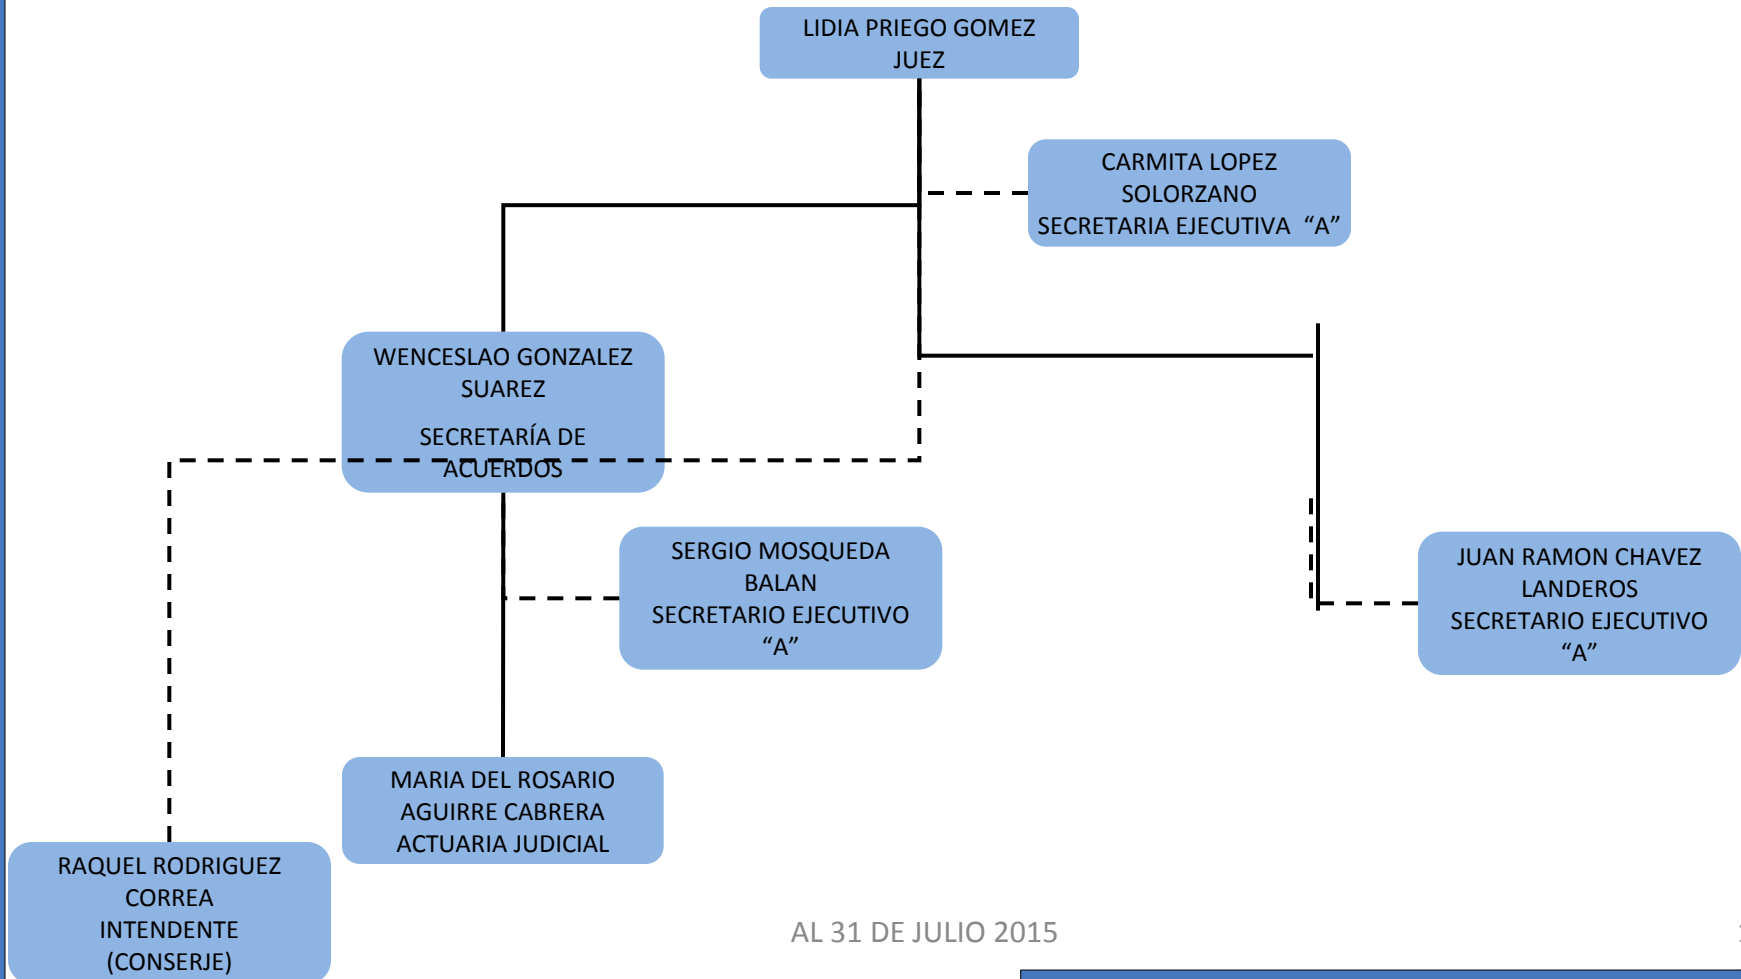 LIDIA PRIEGO GOMEZ
JUEZ
CARMITA LOPEZ
SOLORZANO
SECRETARIA EJECUTIVA “A”
WENCESLAO GONZALEZ
SUAREZ
SECRETARÍA DE
ACUERDOS
SERGIO MOSQUEDA
BALAN
SECRETARIO EJECUTIVO
“A”
JUAN RAMON CHAVEZ
LANDEROS
SECRETARIO EJECUTIVO
“A”
MARIA DEL ROSARIO
AGUIRRE CABRERA
ACTUARIA JUDICIAL
RAQUEL RODRIGUEZ
CORREA
INTENDENTE
(CONSERJE)
AL 31 DE JULIO 2015